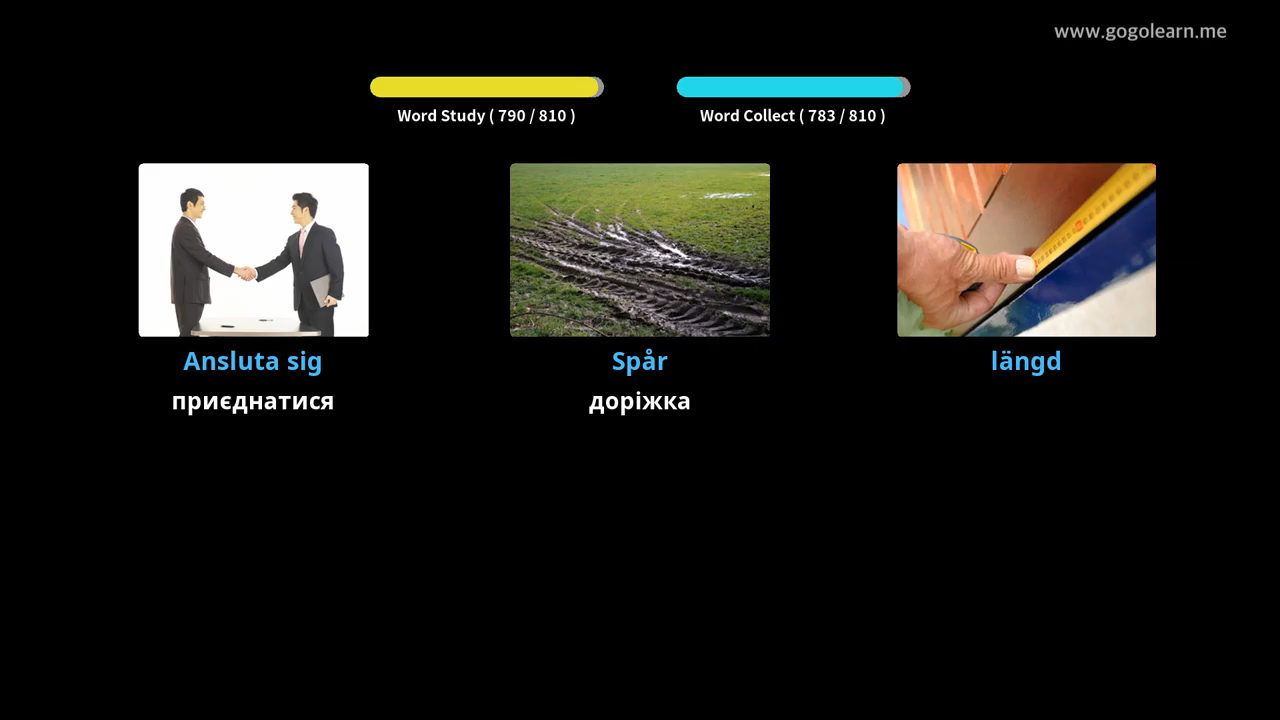 www.gogolearn.me
Word Study ( 790 / 810 )
Word Collect ( 783 / 810 )
Ansluta sig
приєднатися
Spår
доріжка
längd